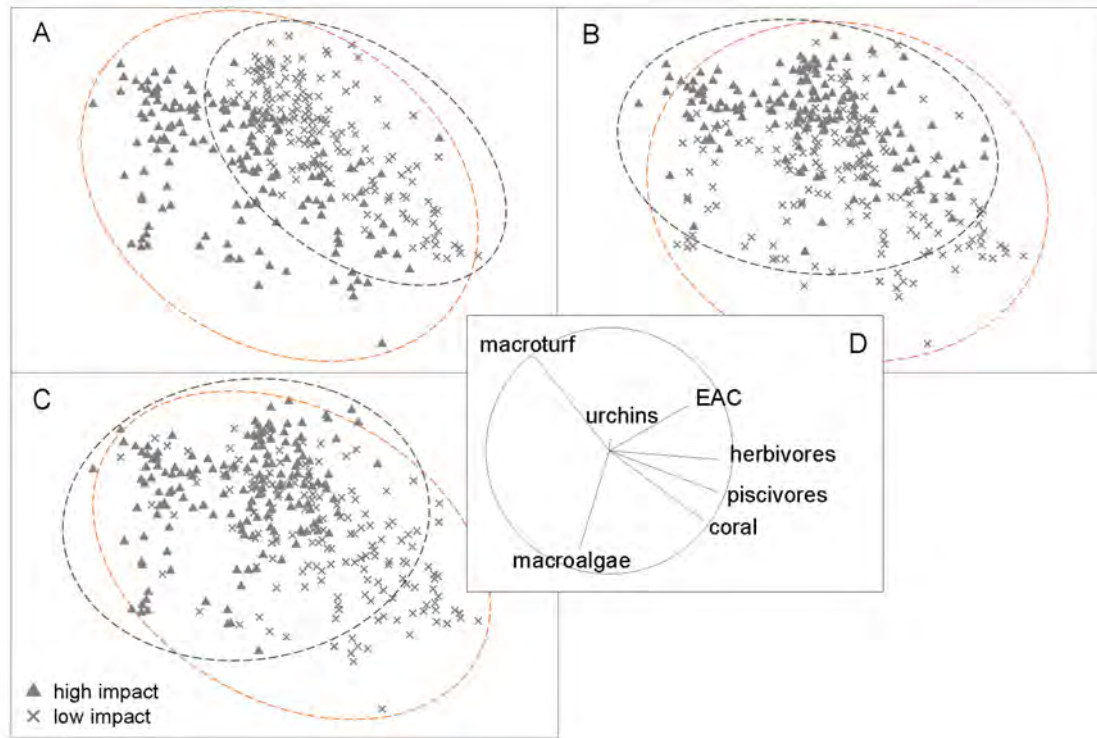 A
B
macroturf
D
urchins
EAC
herbivores
piscivores
coral
macroalgae
C
high impact
low impact